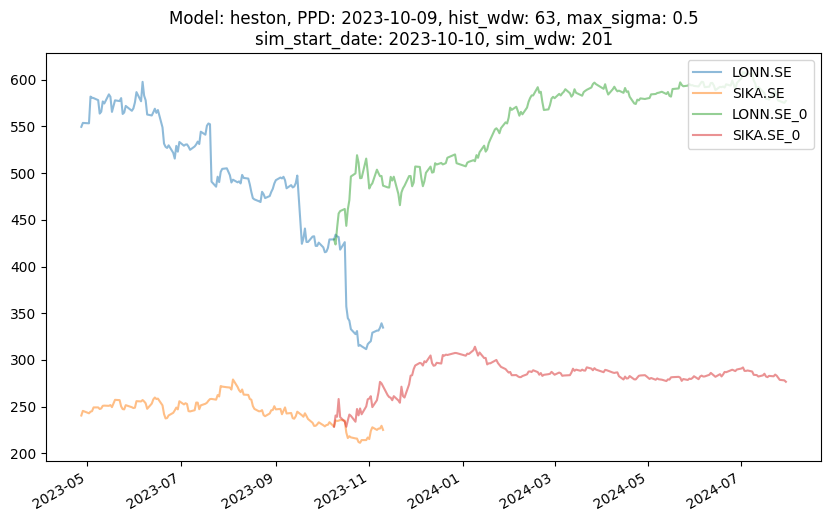 Model: heston, PPD: 2023-10-09, hist_wdw: 63, max_sigma: 0.5
sim_start_date: 2023-10-10, sim_wdw: 201
LONN.SE
SIKA.SE
LONN.SE_0
SIKA.SE_0
600
550
500
450
400
350
300
250
200
2023-05
2023-07
2023-09
2023-11
2024-01
2024-03
2024-05
2024-07